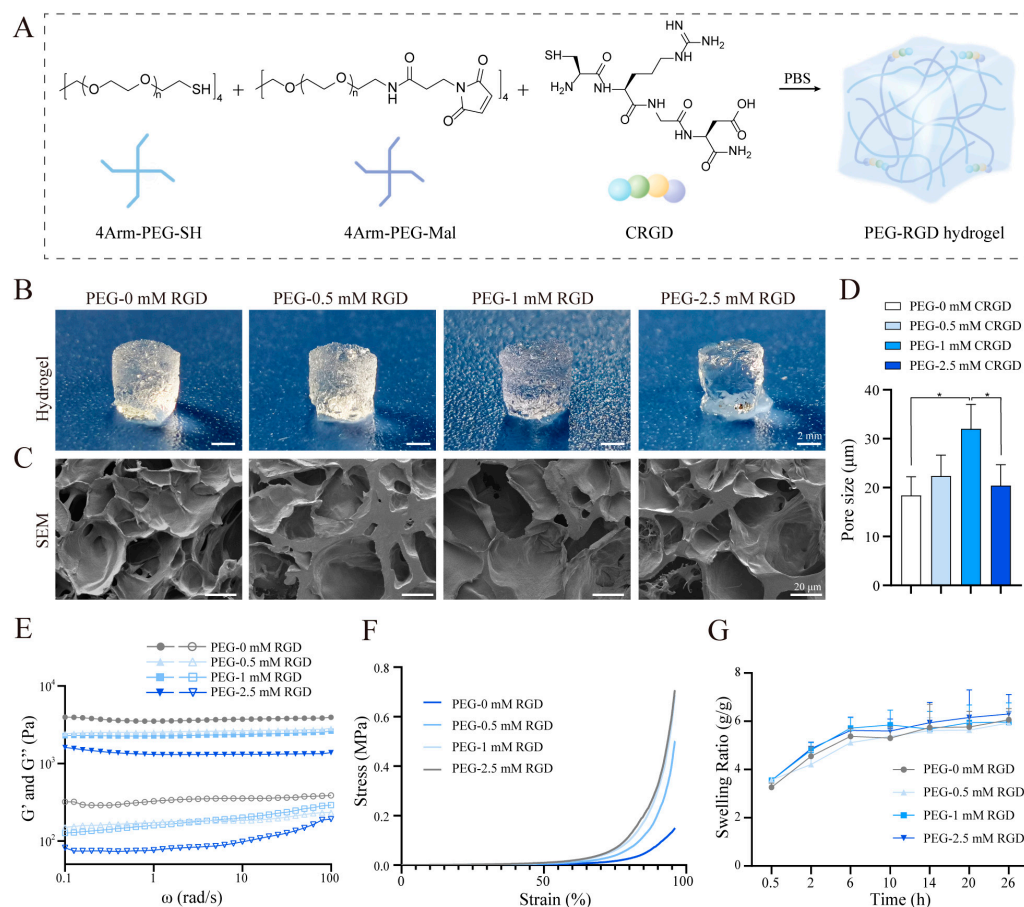 A
O O n SH 4
+
O O n N H O N O O 4
+
SH H2N O N H NH N H NH2 O H N O N H O OH O NH2
PBS
4Arm-PEG-SH
4Arm-PEG-Mal
CRGD
PEG-RGD hydrogel
B
PEG-0 mM RGD
PEG-0.5 mM RGD
PEG-1 mM RGD
PEG-2.5 mM RGD
Hydrogel
2 mm
C
SEM
20 μm
D
PEG-0 mM CRGD
PEG-0.5 mM CRGD
PEG-1 mM CRGD
PEG-2.5 mM CRGD
Pore size (μm)
40
30
20
10
0
*
*
E
PEG-0 mM RGD
PEG-0.5 mM RGD
PEG-1 mM RGD
PEG-2.5 mM RGD
G' and G'' (Pa)
10⁴
10²
0.1 1 10 100
ω (rad/s)
F
PEG-0 mM RGD
PEG-0.5 mM RGD
PEG-1 mM RGD
PEG-2.5 mM RGD
Stress (MPa)
0.8
0.6
0.4
0.2
0.0
0 50 100
Strain (%)
G
Swelling Ratio (g/g)
8
6
4
2
0
PEG-0 mM RGD
PEG-0.5 mM RGD
PEG-1 mM RGD
PEG-2.5 mM RGD
0.5 2 6 10 14 20 26
Time (h)